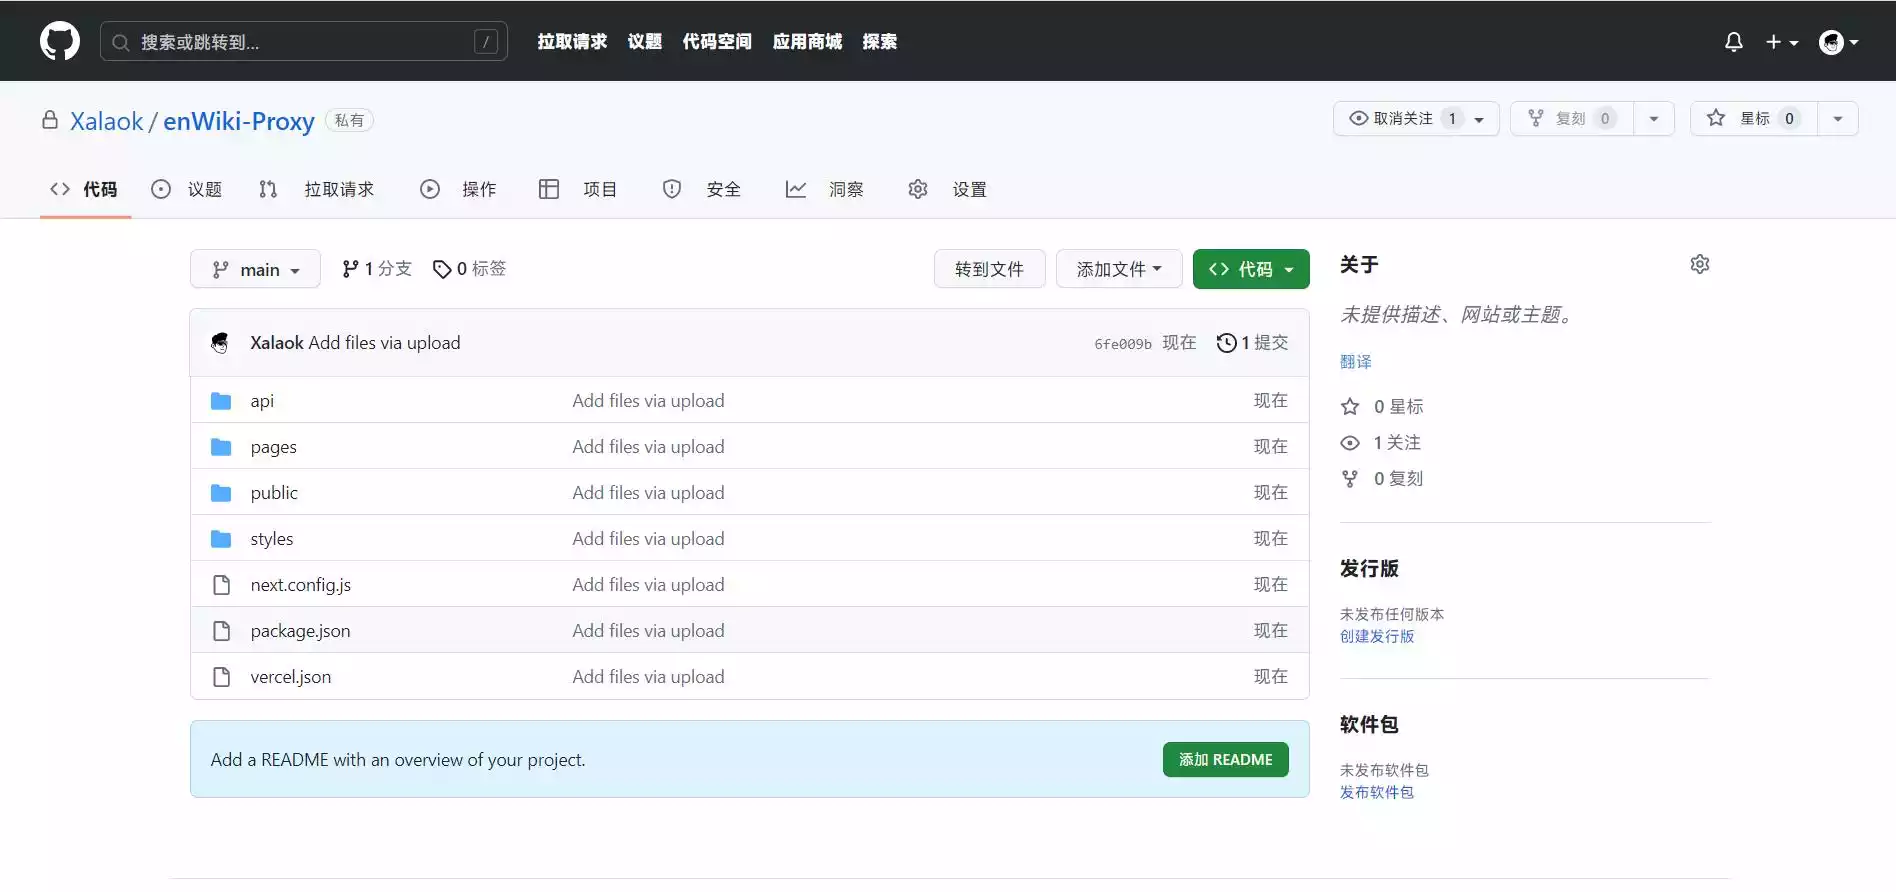 搜索或跳转到... / 拉取请求 议题 代码空间 应用商城 探索
Xalaok / enWiki-Proxy 私有 取消关注 1 复刻 0 星标 0
代码 议题 拉取请求 操作 项目 安全 洞察 设置
main 1 分支 0 标签 转到文件 添加文件 代码
Xalaok Add files via upload 6fe009b 现在 1 提交
api Add files via upload 现在
pages Add files via upload 现在
public Add files via upload 现在
styles Add files via upload 现在
next.config.js Add files via upload 现在
package.json Add files via upload 现在
vercel.json Add files via upload 现在
Add a README with an overview of your project. 添加 README
关于
未提供描述、网站或主题。
翻译
0 星标
1 关注
0 复刻
发行版
未发布任何版本
创建发行版
软件包
未发布软件包
发布软件包